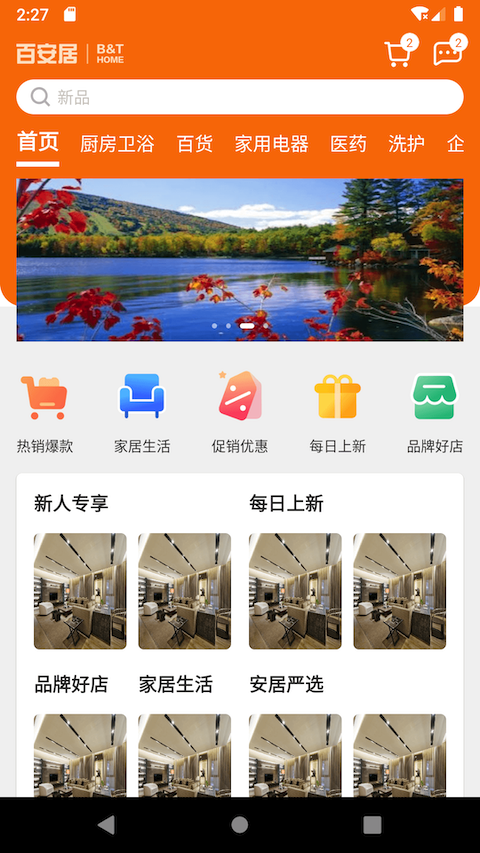 2:27
百安居 B&T
HOME
2
2
新品
首页 厨房卫浴 百货 家用电器 医药 洗护 企
热销爆款 家居生活 促销优惠 每日上新 品牌好店
新人专享 每日上新
品牌好店 家居生活 安居严选